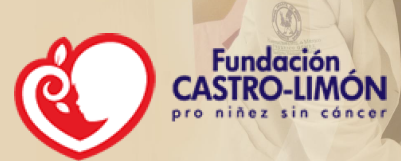 Fundación
CASTRO-LIMÓN
pro niñez sin cáncer